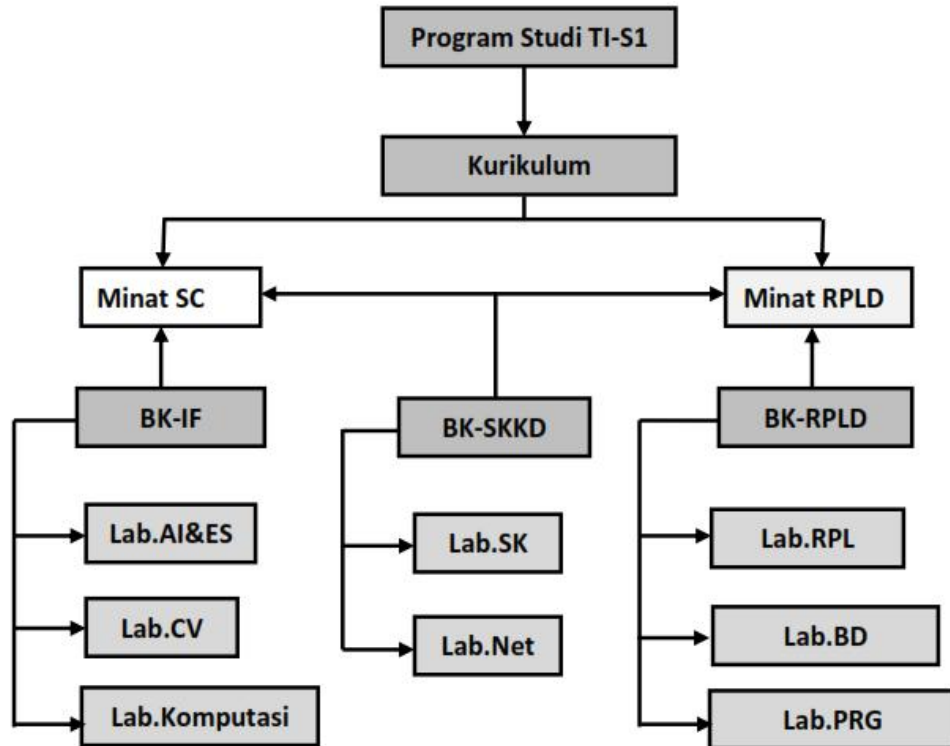 Program Studi TI-S1
Kurikulum
Minat SC
Minat RPLD
BK-IF
BK-SKKD
BK-RPLD
Lab.AI&ES
Lab.SK
Lab.RPL
Lab.CV
Lab.Net
Lab.BD
Lab.Komputasi
Lab.PRG